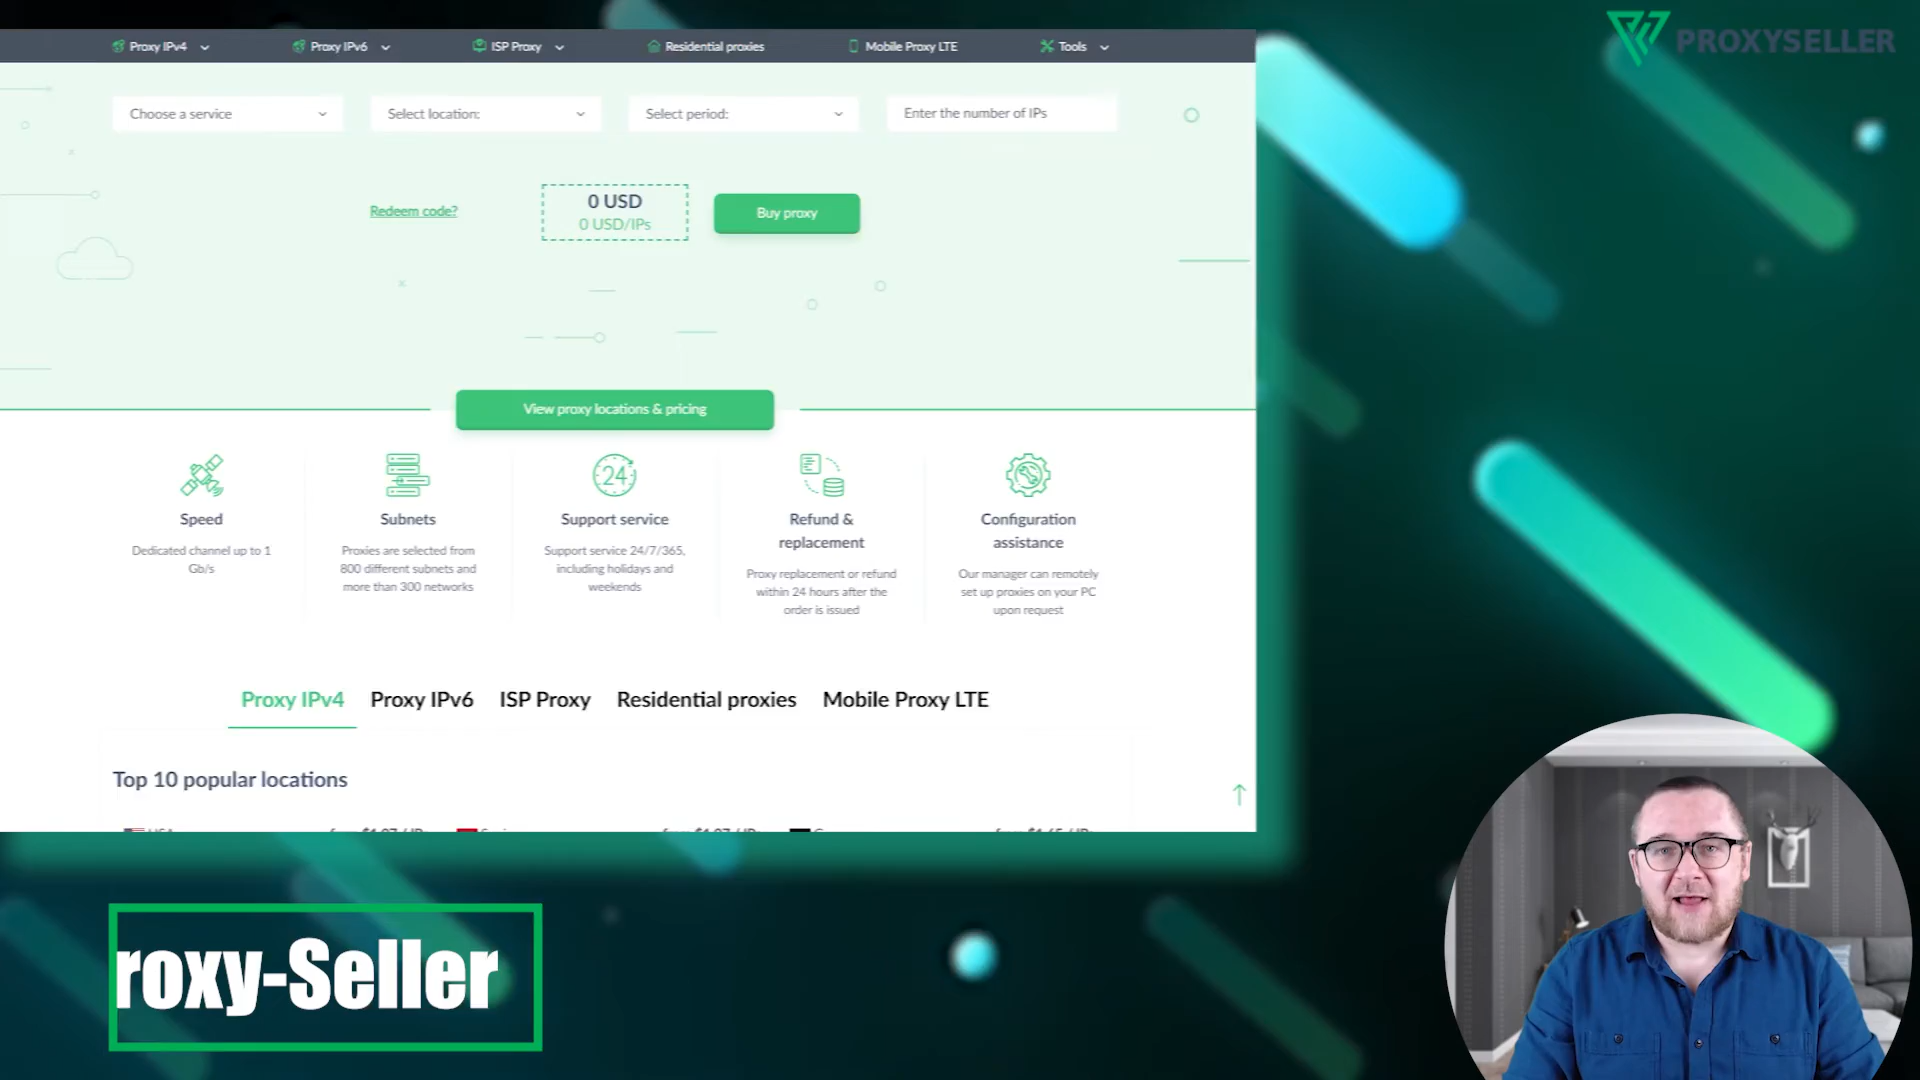 PROXYSELLER
Proxy IPv4
Proxy IPv6
ISP Proxy
Residential proxies
Mobile Proxy LTE
Tools
Choose a service
Select location:
Select period:
Enter the number of IPs
Redeem code?
0 USD
0 USD/IPs
Buy proxy
View proxy locations & pricing
Speed
Dedicated channel up to 1
Gb/s
Subnets
Proxies are selected from
800 different subnets and
more than 300 networks
24
Support service
Support service 24/7/365,
including holidays and
weekends
Refund &
replacement
Proxy replacement or refund
within 24 hours after the
order is issued
Configuration
assistance
Our manager can remotely
set up proxies on your PC
upon request
Proxy IPv4
Proxy IPv6
ISP Proxy
Residential proxies
Mobile Proxy LTE
Top 10 popular locations
roxy-Seller